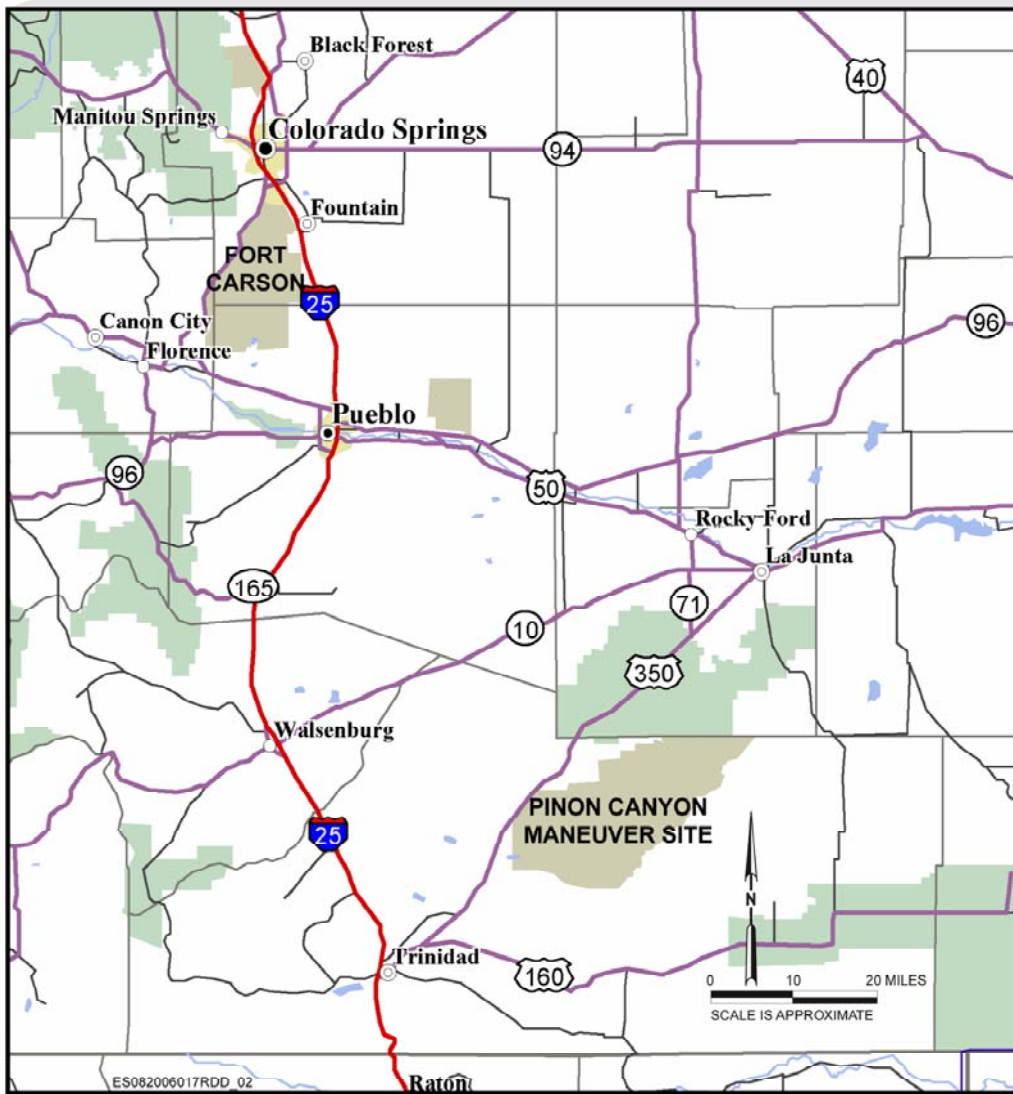 Black Forest
40
Manitou Springs
Colorado Springs
94
Fountain
FORT
CARSON
25
96
Canon City
Florence
Pueblo
96
50
Rocky Ford
La Junta
165
71
10
350
Walsenburg
PINON CANYON
MANEUVER SITE
25
N
Trinidad
160
0 10 20 MILES
SCALE IS APPROXIMATE
ES082006017RDD_02
Raton